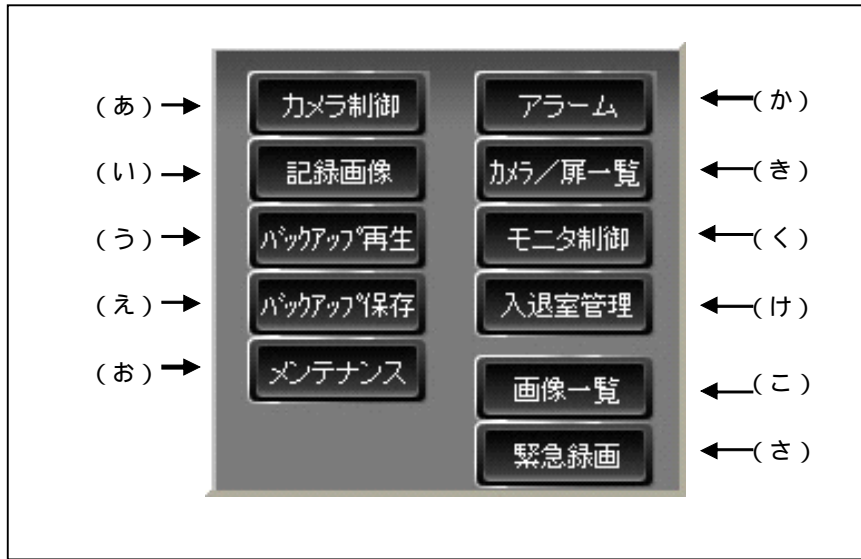 (あ) カメラ制御 アラーム (か)
(い) 記録画像 ｶﾒﾗ／扉一覧 (き)
(う) ﾊﾞｯｸｱｯﾌﾟ再生 モニタ制御 (く)
(え) ﾊﾞｯｸｱｯﾌﾟ保存 入退室管理 (け)
(お) メンテナンス
画像一覧 (こ)
緊急録画 (さ)